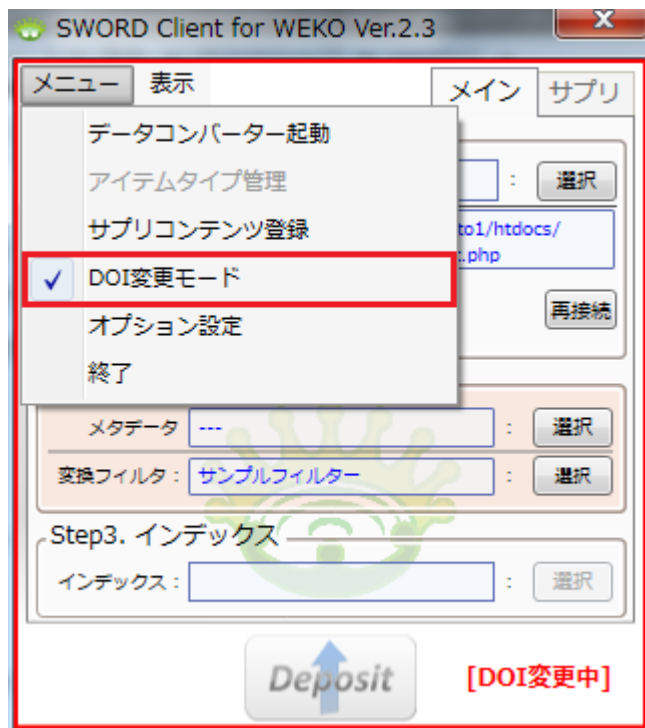 SWORD Client for WEKO Ver.2.3
メニュー 表示 メイン サプリ
データコンバーター起動
アイテムタイプ管理 : 選択
サプリコンテンツ登録 to1/htdocs/
.php
DOI変更モード
オプション設定 再接続
終了
メタデータ --- : 選択
変換フィルタ : サンプルフィルター : 選択
Step3. インデックス
インデックス : : 選択
Deposit [DOI変更中]